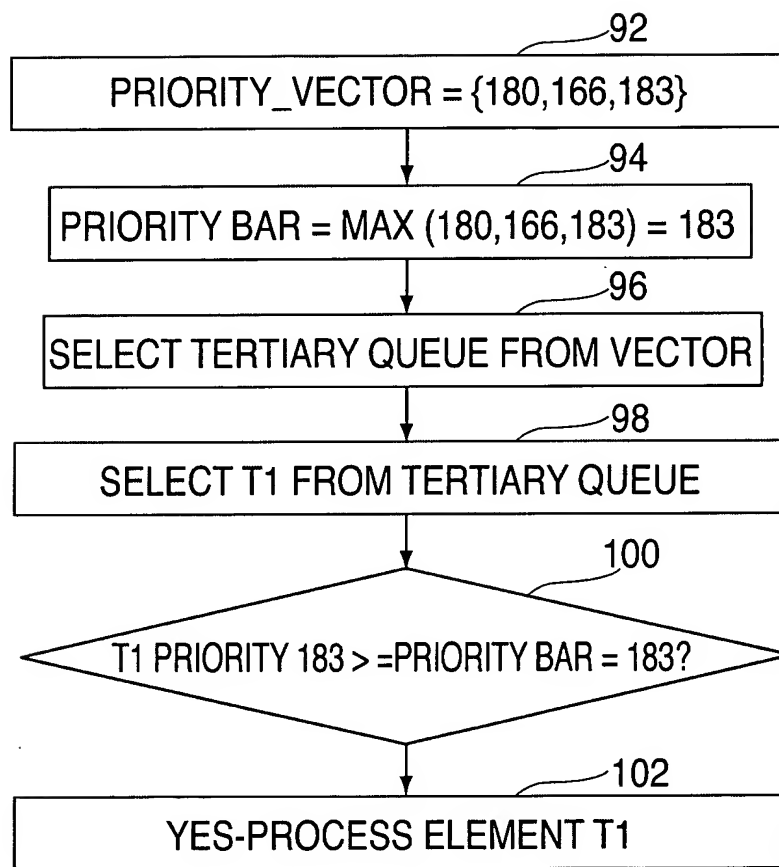 92
PRIORITY_VECTOR = {180,166,183}
94
PRIORITY BAR = MAX (180,166,183) = 183
96
SELECT TERTIARY QUEUE FROM VECTOR
98
SELECT T1 FROM TERTIARY QUEUE
100
T1 PRIORITY 183 > =PRIORITY BAR = 183?
102
YES-PROCESS ELEMENT T1